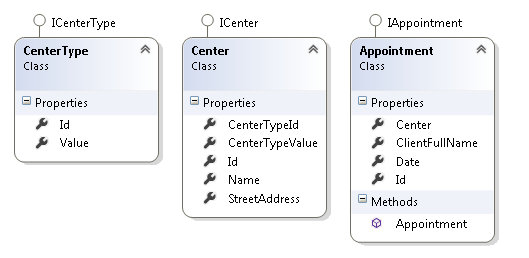 ICenterType
CenterType
Class
Properties
Id
Value
ICenter
Center
Class
Properties
CenterTypeId
CenterTypeValue
Id
Name
StreetAddress
IAppointment
Appointment
Class
Properties
Center
ClientFullName
Date
Id
Methods
Appointment